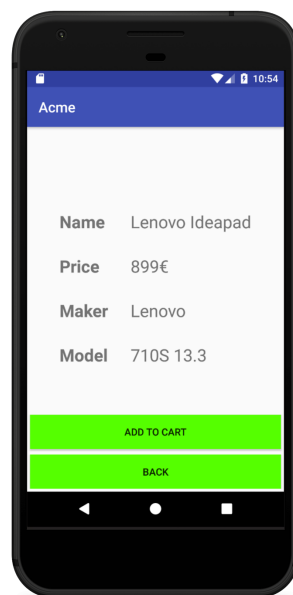 10:54
Acme
Name Lenovo Ideapad
Price 899€
Maker Lenovo
Model 710S 13.3
ADD TO CART
BACK